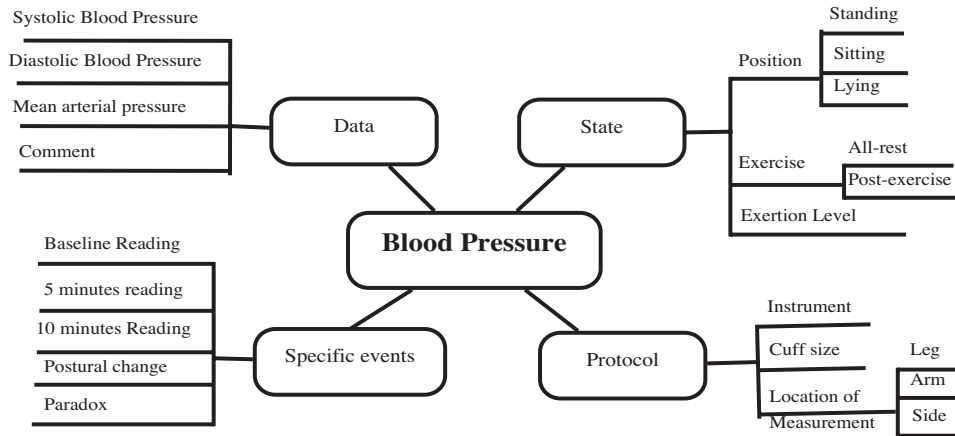 Systolic Blood Pressure
Diastolic Blood Pressure
Mean arterial pressure
Comment
Data
State
Position
Standing
Sitting
Lying
Exercise
All-rest
Post-exercise
Exertion Level
Blood Pressure
Baseline Reading
5 minutes reading
10 minutes Reading
Postural change
Paradox
Specific events
Protocol
Instrument
Cuff size
Location of
Measurement
Leg
Arm
Side